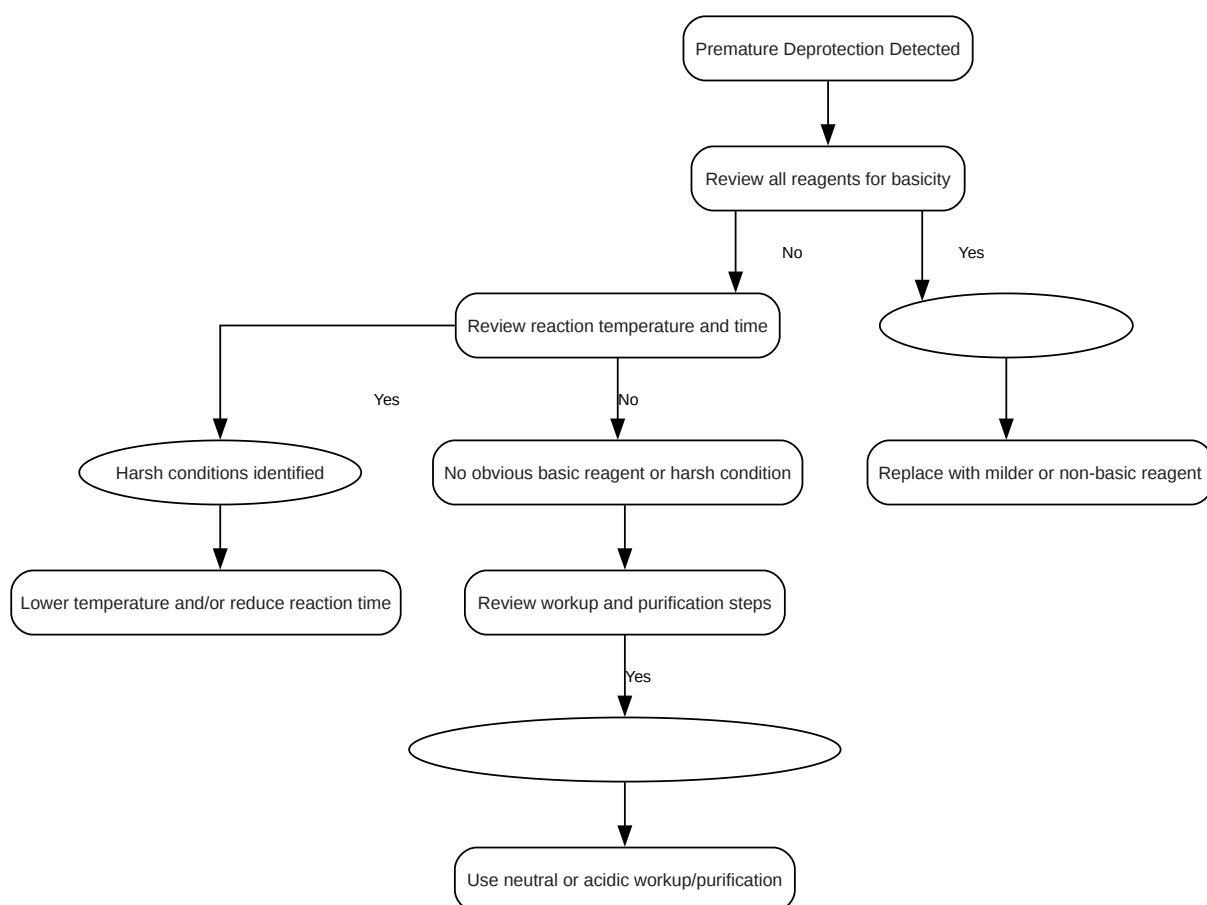 Premature Deprotection Detected
Review all reagents for basicity
No
Yes
Review reaction temperature and time
Yes
No
Harsh conditions identified
No obvious basic reagent or harsh condition
Replace with milder or non-basic reagent
Lower temperature and/or reduce reaction time
Review workup and purification steps
Yes
Use neutral or acidic workup/purification